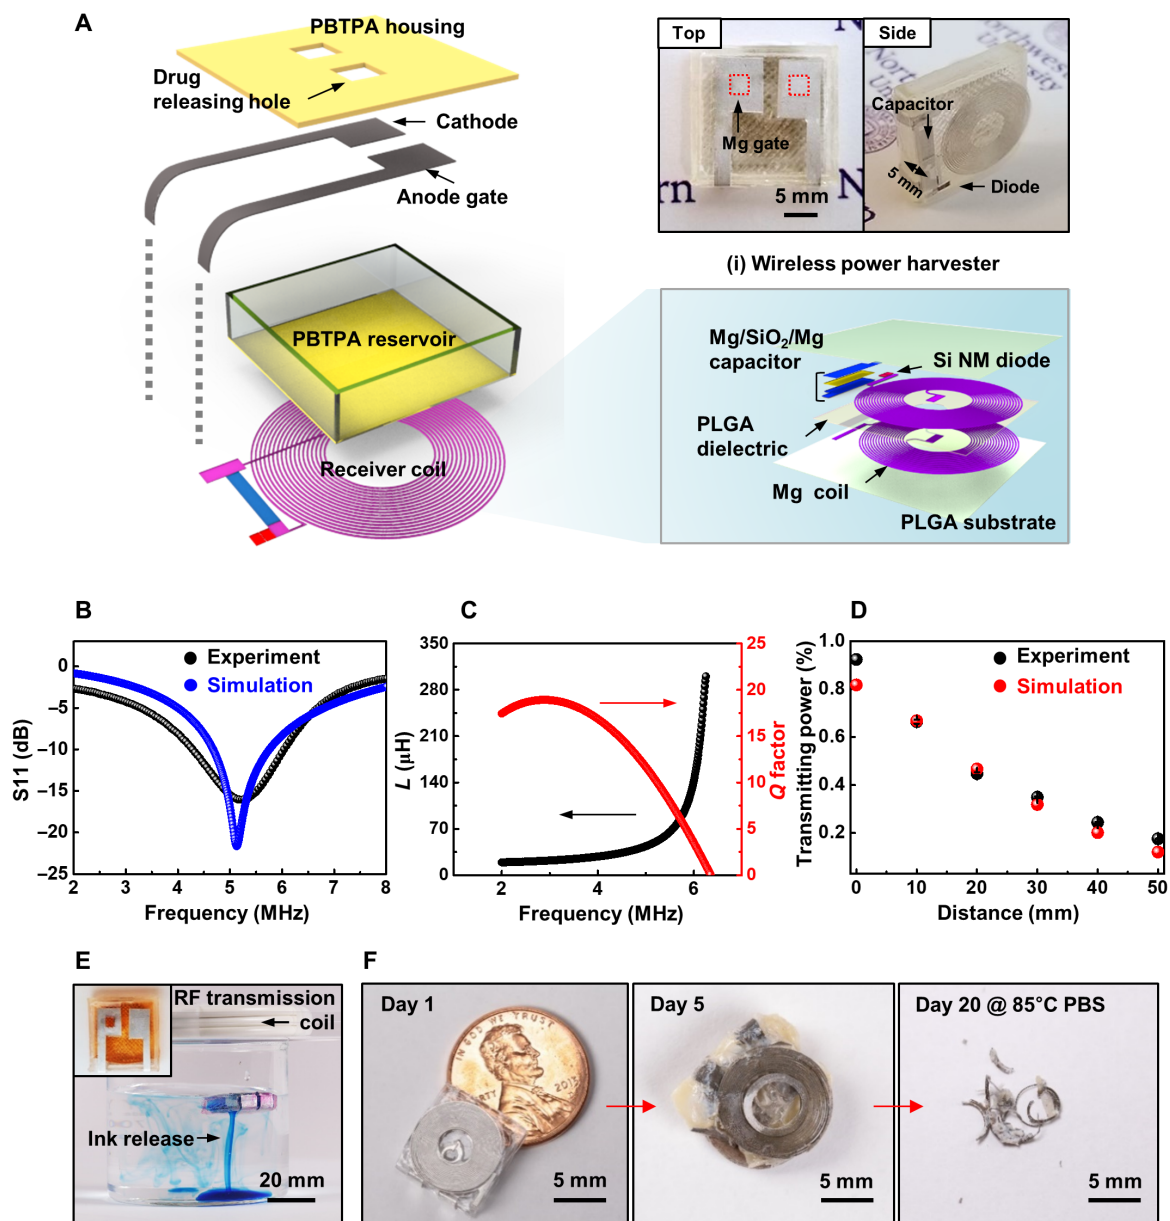 A
PBTPA housing
Drug
releasing hole
Cathode
Anode gate
PBTPA reservoir
Receiver coil
Top
Mg gate
5 mm
Side
Capacitor
5 mm
Diode
(i) Wireless power harvester
Mg/SiO2/Mg
capacitor
Si NM diode
PLGA
dielectric
Mg coil
PLGA substrate
B
Experiment
Simulation
S11 (dB)
0
–5
–10
–15
–20
–25
2 3 4 5 6 7 8
Frequency (MHz)
C
L (μH)
350
280
210
140
70
0
25
20
15
10
5
0
Q factor
2 4 6
Frequency (MHz)
D
Experiment
Simulation
Transmitting power (%)
1.0
0.8
0.6
0.4
0.2
0 10 20 30 40 50
Distance (mm)
E
RF transmission
coil
Ink release
20 mm
F
Day 1
IN GOD WE TRUST
5 mm
Day 5
5 mm
Day 20 @ 85°C PBS
5 mm